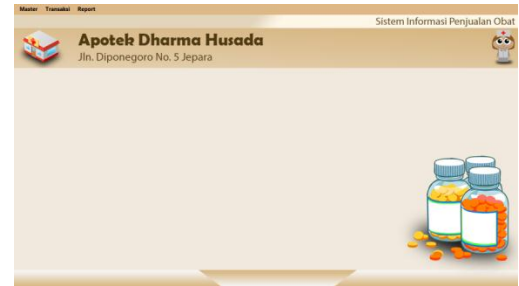 Master Transaksi Report
Sistem Informasi Penjualan Obat
Apotek Dharma Husada
Jln. Diponegoro No. 5 Jepara